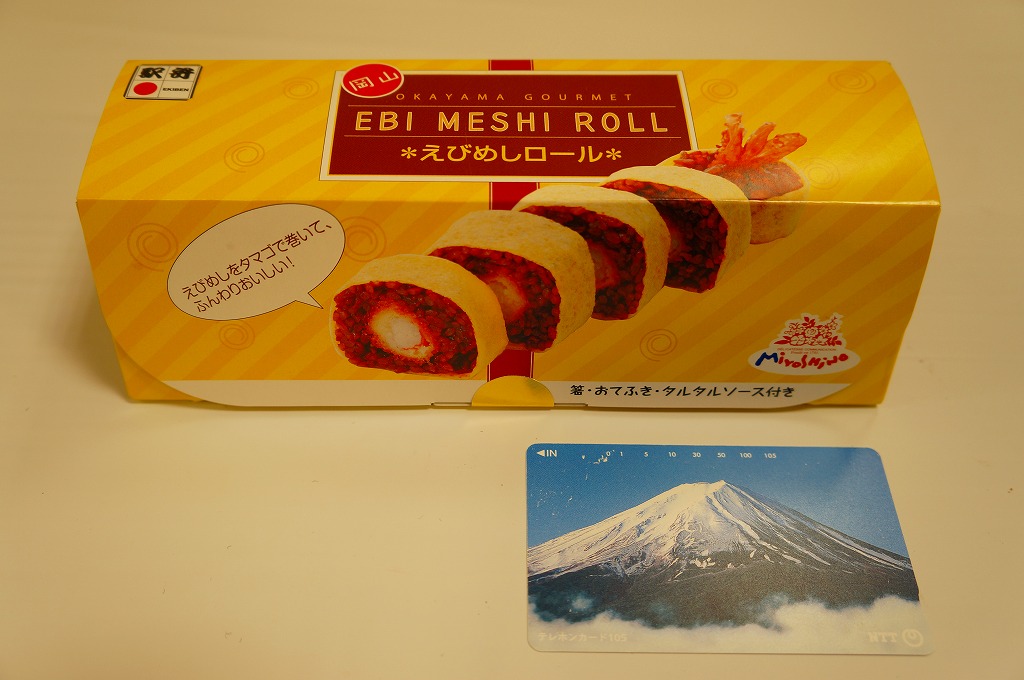 駅弁
EKIBEN
岡山
OKAYAMA GOURMET
EBI MESHI ROLL
*えびめしロール*
えびめしをタマゴで巻いて、
ふんわりおいしい!
MiYOSHiNO
箸・おてふき・タルタルソース付き
◀IN 0 1 5 10 30 50 100 105
テレホンカード105
NTT